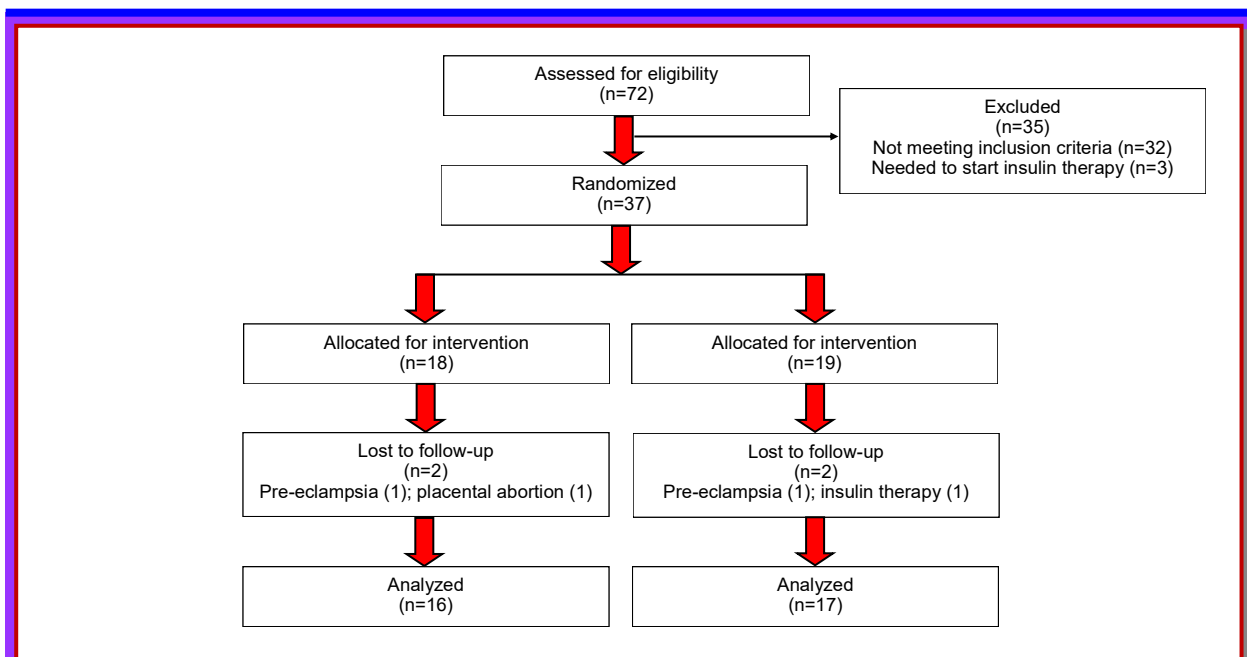 Assessed for eligibility
(n=72)
Excluded
(n=35)
Not meeting inclusion criteria (n=32)
Needed to start insulin therapy (n=3)
Randomized
(n=37)
Allocated for intervention
(n=18)
Allocated for intervention
(n=19)
Lost to follow-up
(n=2)
Pre-eclampsia (1); placental abortion (1)
Lost to follow-up
(n=2)
Pre-eclampsia (1); insulin therapy (1)
Analyzed
(n=16)
Analyzed
(n=17)